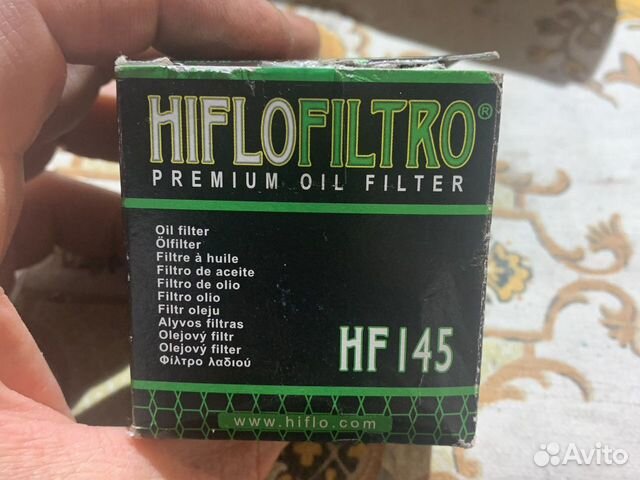 HIFLOFILTRO®
PREMIUM OIL FILTER
Oil filter
Ölfilter
Filtre à huile
Filtro de aceite
Filtro de olio
Filtro olio
Filtr oleju
Alyvos filtras
Olejový filtr
Olejový filter
Φίλτρο λαδιού
HF145
www.hiflo.com
Avito